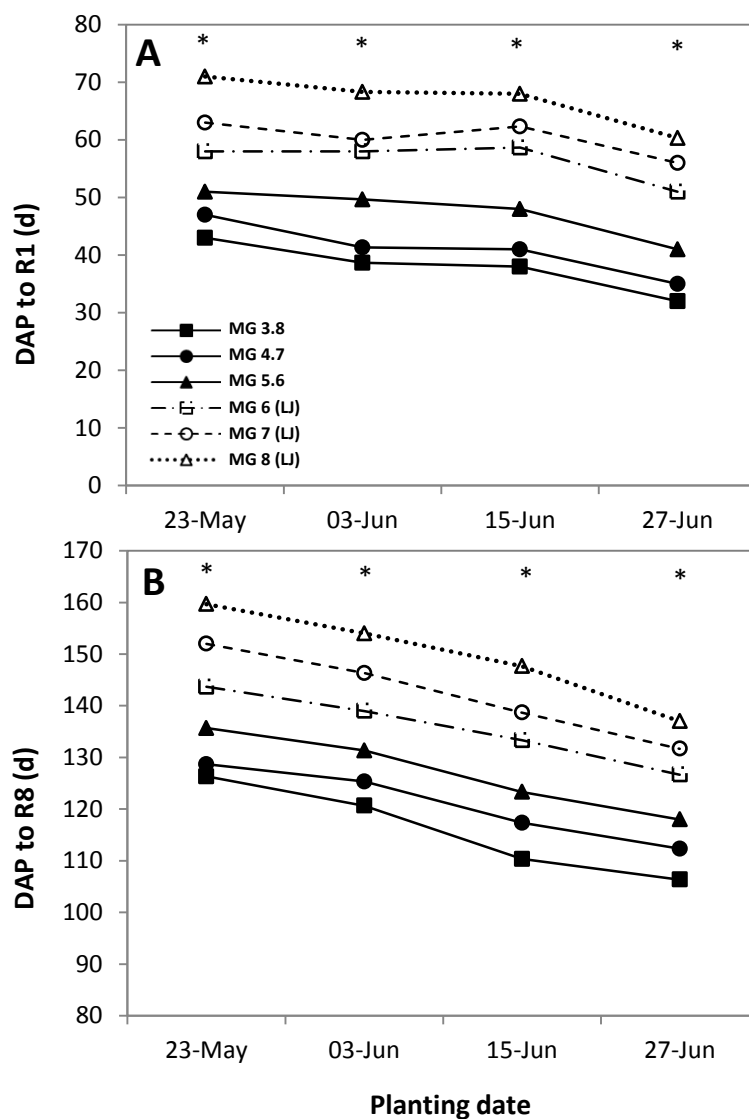 A
* * * *
80
70
60
50
40
30
20
10
0
DAP to R1 (d)
MG 3.8
MG 4.7
MG 5.6
MG 6 (LJ)
MG 7 (LJ)
MG 8 (LJ)
23-May 03-Jun 15-Jun 27-Jun
B
* * * *
170
160
150
140
130
120
110
100
90
80
DAP to R8 (d)
23-May 03-Jun 15-Jun 27-Jun
Planting date